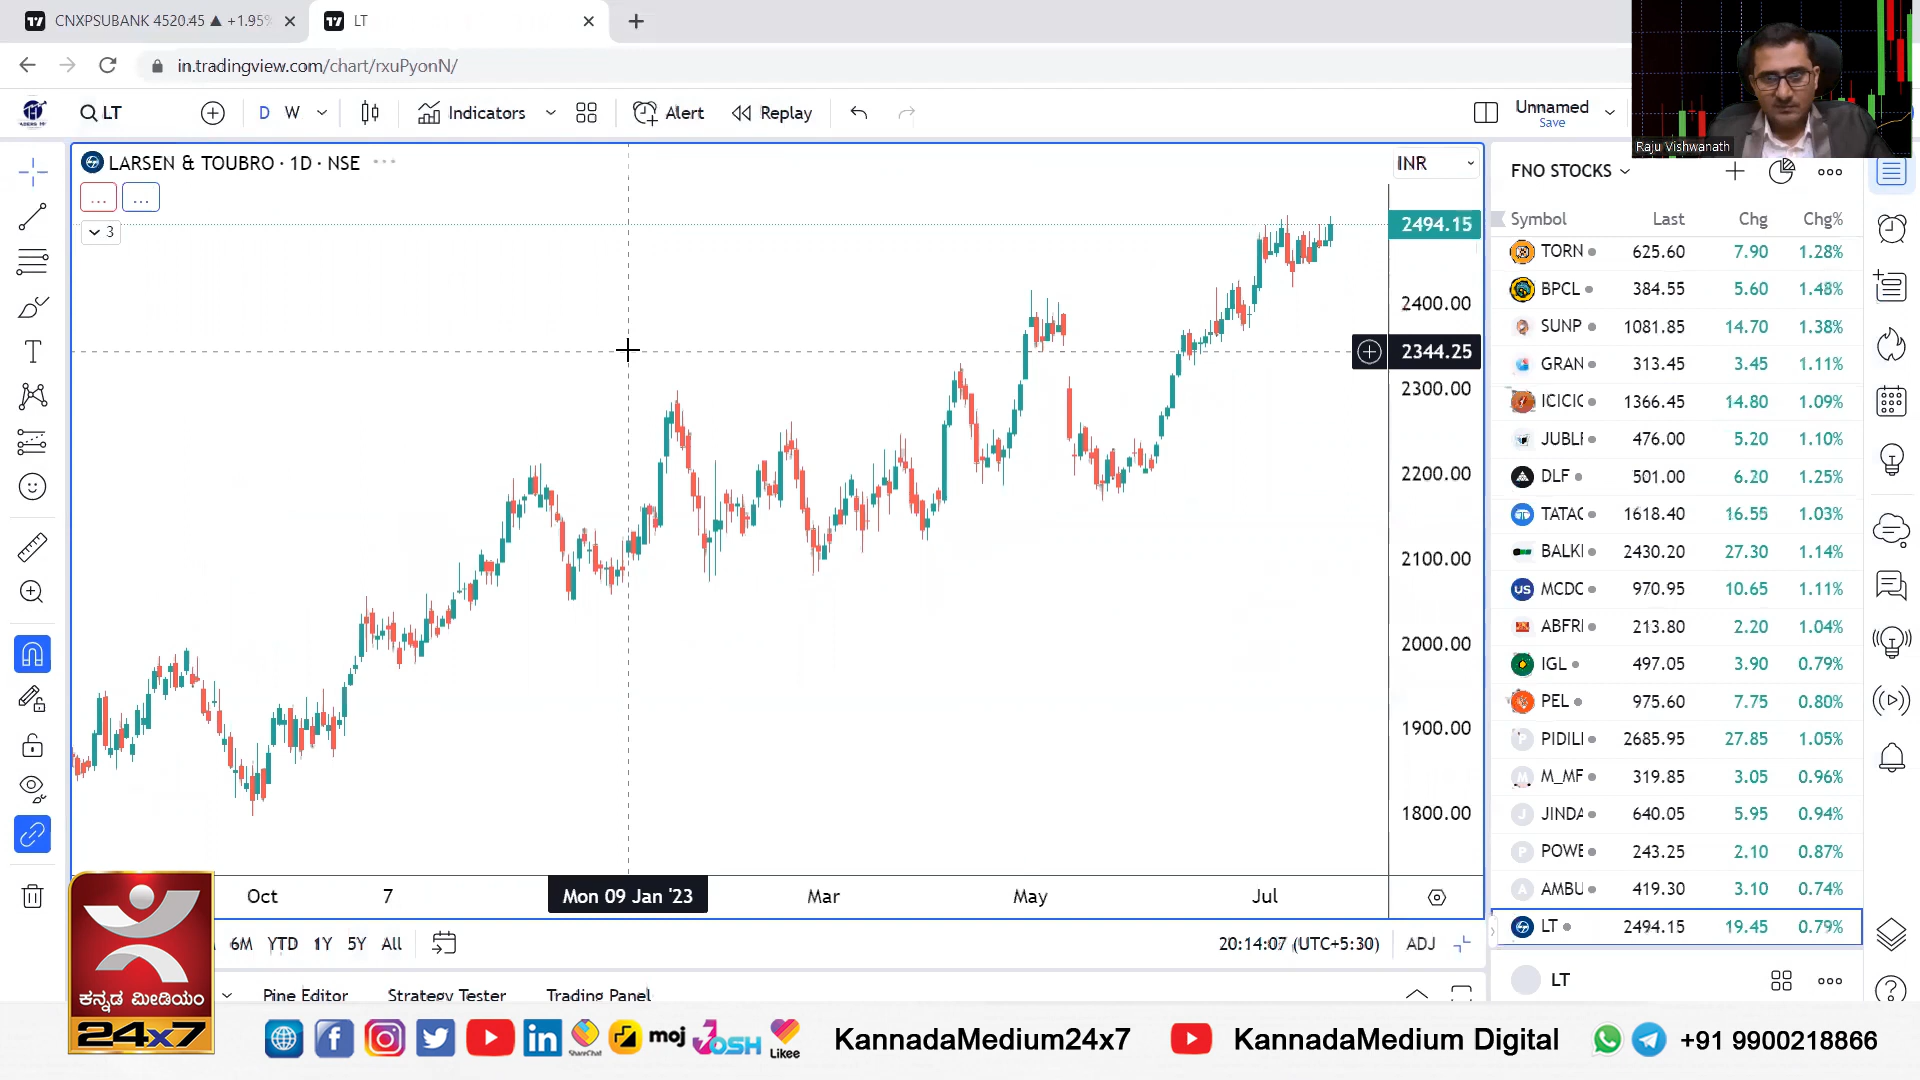 CNXPSUBANK 4520.45 ▲ +1.95%
LT
in.tradingview.com/chart/rxuPyonN/
LT
D
W
Indicators
Alert
Replay
Unnamed
Save
Raju Vishwanath
LARSEN & TOUBRO · 1D · NSE
INR
3
2494.15
2400.00
2344.25
2300.00
2200.00
2100.00
2000.00
1900.00
1800.00
Oct
7
Mon 09 Jan '23
Mar
May
Jul
6M YTD 1Y 5Y All
20:14:07 (UTC+5:30) ADJ
Pine Editor Strategy Tester Trading Panel
FNO STOCKS
Symbol Last Chg Chg%
TORN 625.60 7.90 1.28%
BPCL 384.55 5.60 1.48%
SUNP 1081.85 14.70 1.38%
GRAN 313.45 3.45 1.11%
ICICIC 1366.45 14.80 1.09%
JUBLF 476.00 5.20 1.10%
DLF 501.00 6.20 1.25%
TATAC 1618.40 16.55 1.03%
BALKI 2430.20 27.30 1.14%
MCDC 970.95 10.65 1.11%
ABFRI 213.80 2.20 1.04%
IGL 497.05 3.90 0.79%
PEL 975.60 7.75 0.80%
PIDILI 2685.95 27.85 1.05%
M_MF 319.85 3.05 0.96%
JINDA 640.05 5.95 0.94%
POWE 243.25 2.10 0.87%
AMBU 419.30 3.10 0.74%
LT 2494.15 19.45 0.79%
LT
ಕನ್ನಡ ಮೀಡಿಯಂ
24x7
ShareChat
moj
JOSH
Likee
KannadaMedium24x7
KannadaMedium Digital
+91 9900218866